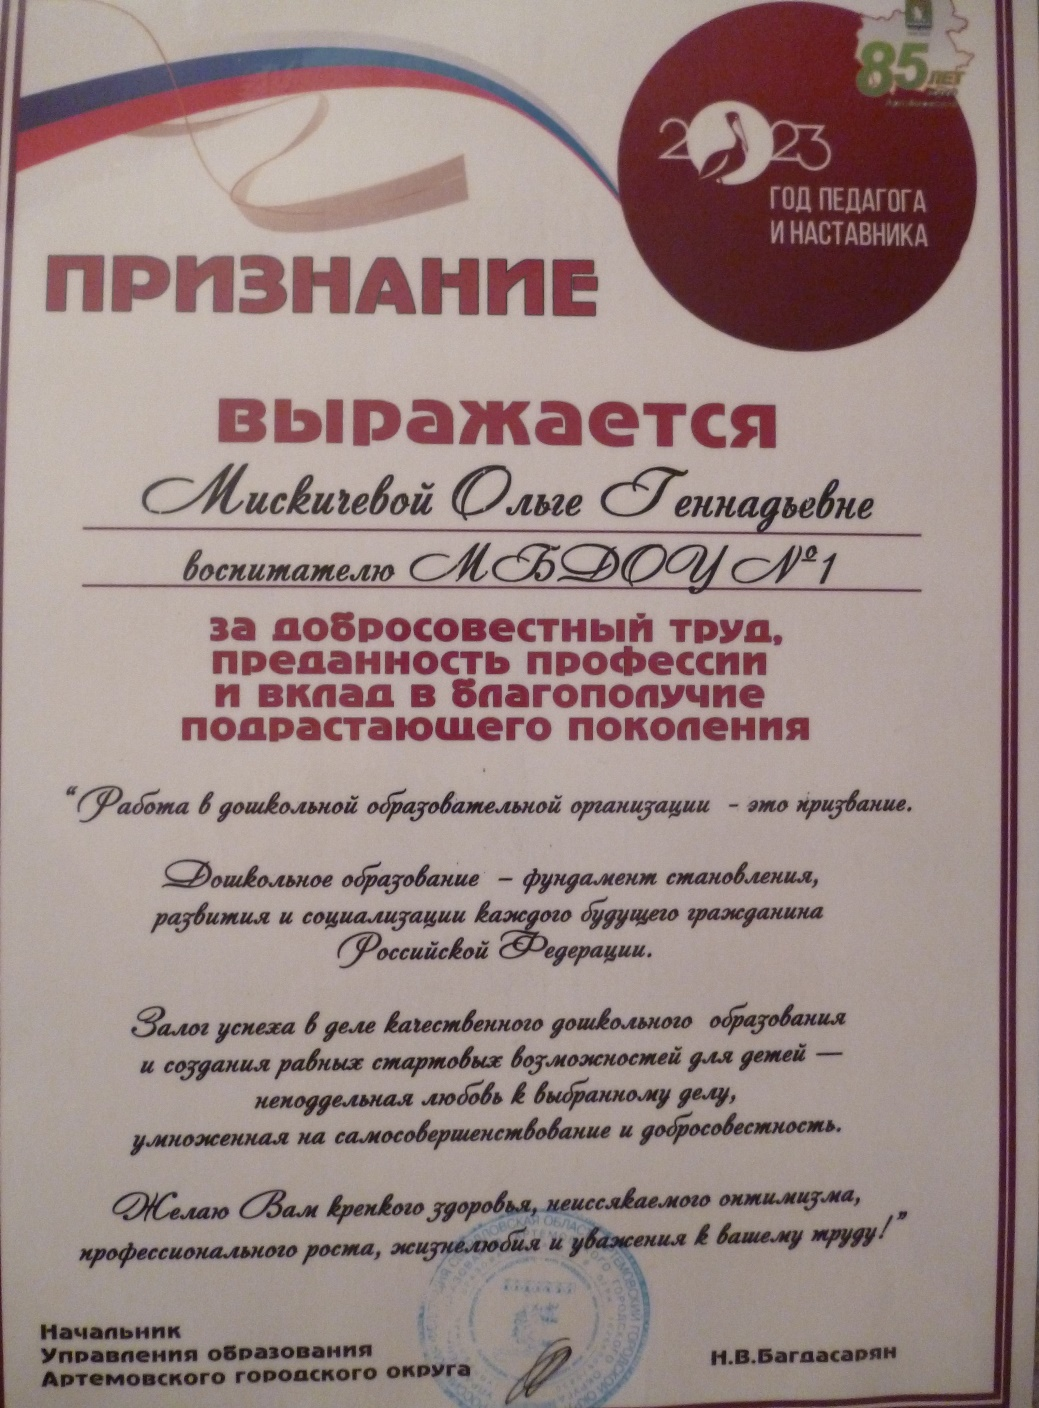 85 ЛЕТ
2023
ГОД ПЕДАГОГА
И НАСТАВНИКА
ПРИЗНАНИЕ
выражается
Мискичевой Ольге Геннадьевне
воспитателю МБДОУ №1
за добросовестный труд,
преданность профессии
и вклад в благополучие
подрастающего поколения
“Работа в дошкольной образовательной организации - это призвание.
Дошкольное образование – фундамент становления,
развития и социализации каждого будущего гражданина
Российской Федерации.
Залог успеха в деле качественного дошкольного образования
и создания равных стартовых возможностей для детей —
неподдельная любовь к выбранному делу,
умноженная на самосовершенствование и добросовестность.
Желаю Вам крепкого здоровья, неиссякаемого оптимизма,
профессионального роста, жизнелюбия и уважения к вашему труду!”
Начальник
Управления образования
Артемовского городского округа
Н.В.Багдасарян